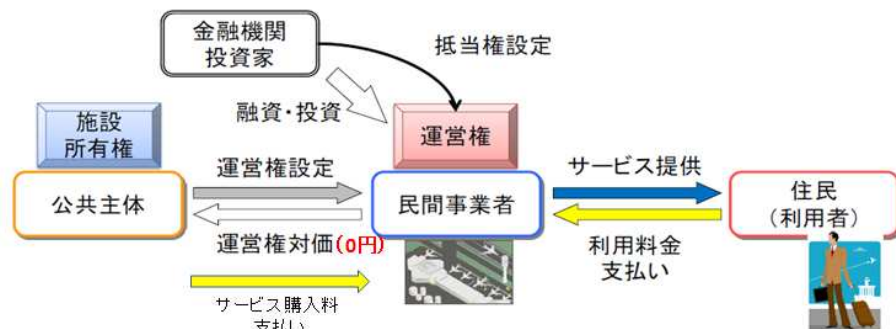 金融機関
投資家
抵当権設定
融資・投資
施設
所有権
運営権
公共主体
運営権設定
民間事業者
サービス提供
住民
(利用者)
運営権対価(0円)
利用料金
支払い
サービス購入料
支払い